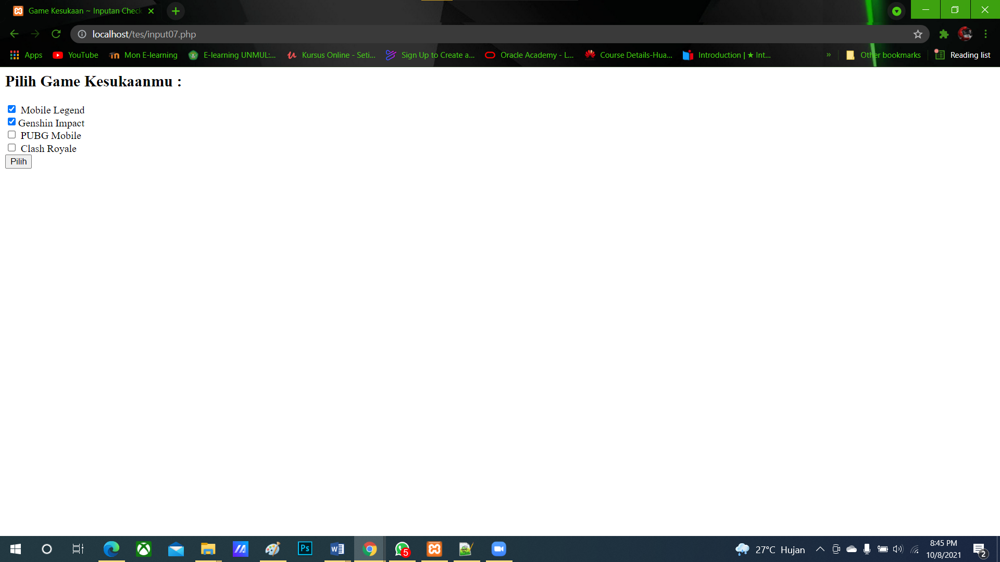 Game Kesukaan ~ Inputan Check
localhost/tes/input07.php
Apps YouTube Mon E-learning E-learning UNMUL:... Kursus Online - Seti... Sign Up to Create a... Oracle Academy - L... Course Details-Hua... Introduction | ★ Int... » Other bookmarks Reading list
Pilih Game Kesukaanmu :
Mobile Legend
Genshin Impact
PUBG Mobile
Clash Royale
Pilih
Ps 5 27°C Hujan 8:45 PM
10/8/2021 2